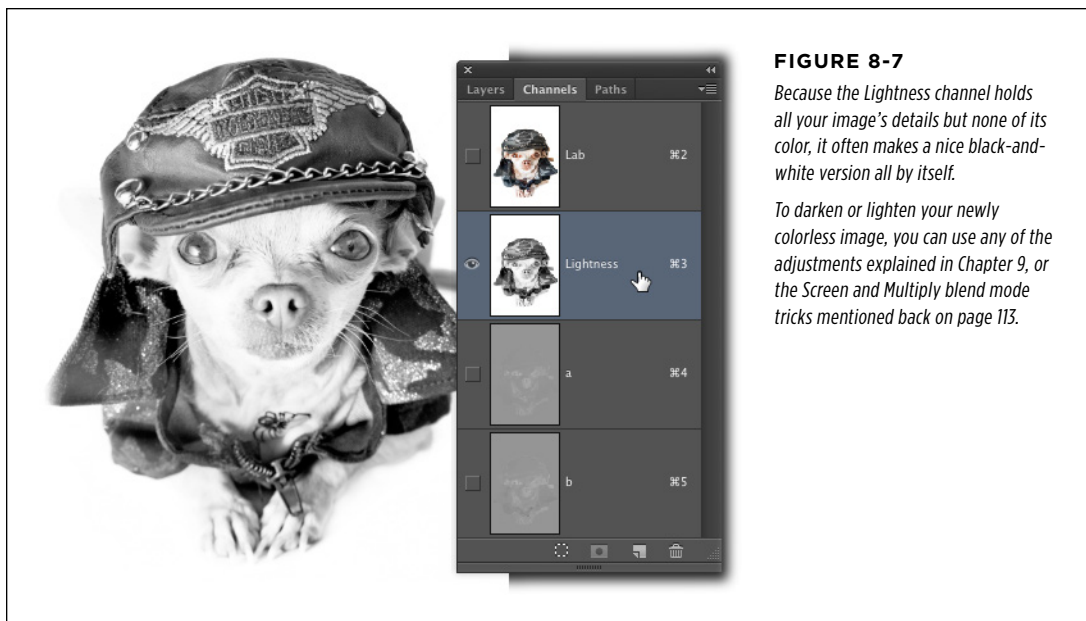 Layers Channels Paths
Lab ⌘2
Lightness ⌘3
a ⌘4
b ⌘5
FIGURE 8-7
Because the Lightness channel holds
all your image's details but none of its
color, it often makes a nice black-and-
white version all by itself.
To darken or lighten your newly
colorless image, you can use any of the
adjustments explained in Chapter 9, or
the Screen and Multiply blend mode
tricks mentioned back on page 113.